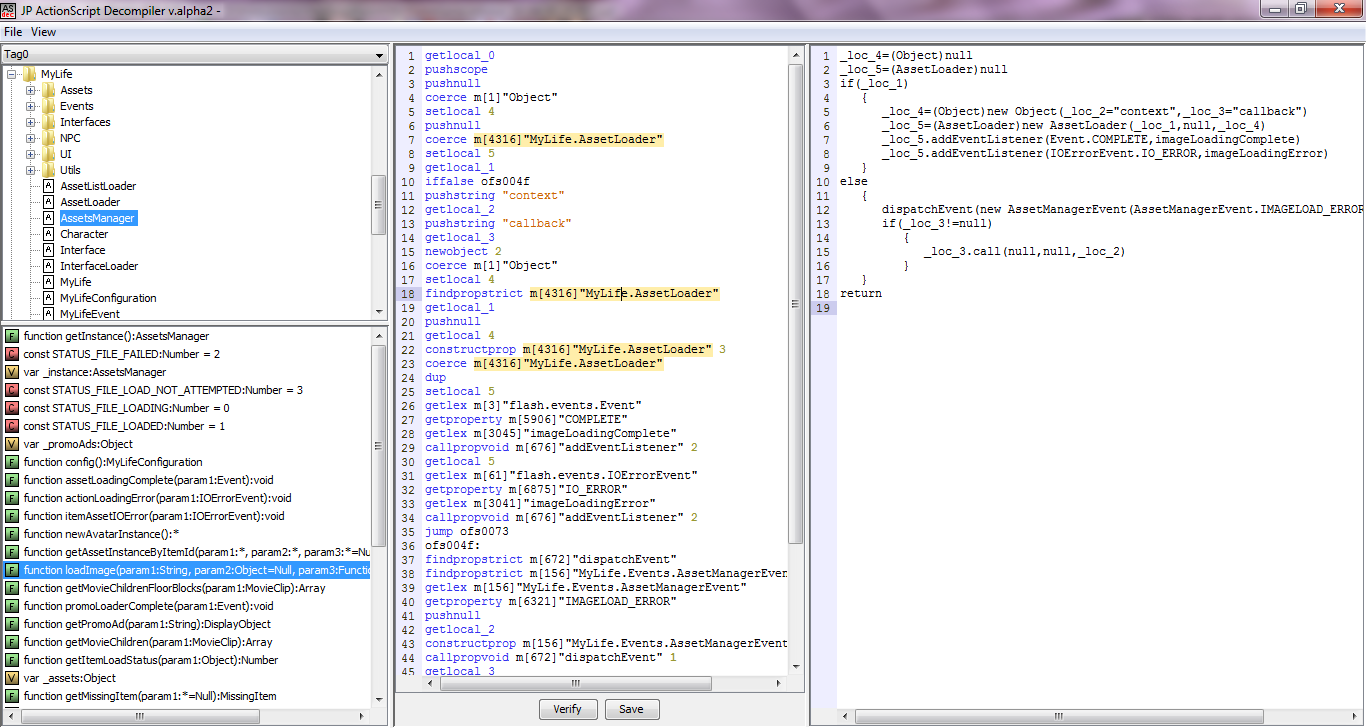 JP ActionScript Decompiler v.alpha2 -
File View
Tag0
MyLife
Assets
Events
Interfaces
NPC
UI
Utils
AssetListLoader
AssetLoader
AssetsManager
Character
Interface
InterfaceLoader
MyLife
MyLifeConfiguration
MyLifeEvent
function getInstance():AssetsManager
const STATUS_FILE_FAILED:Number = 2
var _instance:AssetsManager
const STATUS_FILE_LOAD_NOT_ATTEMPTED:Number = 3
const STATUS_FILE_LOADING:Number = 0
const STATUS_FILE_LOADED:Number = 1
var _promoAds:Object
function config():MyLifeConfiguration
function assetLoadingComplete(param1:Event):void
function actionLoadingError(param1:IOErrorEvent):void
function itemAssetIOError(param1:IOErrorEvent):void
function newAvatarInstance():*
function getAssetInstanceByItemId(param1:*, param2:*, param3:*=Nu
function loadImage(param1:String, param2:Object=Null, param3:Functio
function getMovieChildrenFloorBlocks(param1:MovieClip):Array
function promoLoaderComplete(param1:Event):void
function getPromoAd(param1:String):DisplayObject
function getMovieChildren(param1:MovieClip):Array
function getItemLoadStatus(param1:Object):Number
var _assets:Object
function getMissingItem(param1:*=Null):MissingItem
1 getlocal_0
2 pushscope
3 pushnull
4 coerce m[1]"Object"
5 setlocal 4
6 pushnull
7 coerce m[4316]"MyLife.AssetLoader"
8 setlocal 5
9 getlocal_1
10 iffalse ofs004f
11 pushstring "context"
12 getlocal_2
13 pushstring "callback"
14 getlocal_3
15 newobject 2
16 coerce m[1]"Object"
17 setlocal 4
18 findpropstrict m[4316]"MyLife.AssetLoader"
19 getlocal_1
20 pushnull
21 getlocal 4
22 constructprop m[4316]"MyLife.AssetLoader" 3
23 coerce m[4316]"MyLife.AssetLoader"
24 dup
25 setlocal 5
26 getlex m[3]"flash.events.Event"
27 getproperty m[5906]"COMPLETE"
28 getlex m[3045]"imageLoadingComplete"
29 callpropvoid m[676]"addEventListener" 2
30 getlocal 5
31 getlex m[61]"flash.events.IOErrorEvent"
32 getproperty m[6875]"IO_ERROR"
33 getlex m[3041]"imageLoadingError"
34 callpropvoid m[676]"addEventListener" 2
35 jump ofs0073
36 ofs004f:
37 findpropstrict m[672]"dispatchEvent"
38 findpropstrict m[156]"MyLife.Events.AssetManagerEven
39 getlex m[156]"MyLife.Events.AssetManagerEvent"
40 getproperty m[6321]"IMAGELOAD_ERROR"
41 pushnull
42 getlocal_2
43 constructprop m[156]"MyLife.Events.AssetManagerEvent
44 callpropvoid m[672]"dispatchEvent" 1
45 getlocal_3
Verify Save
1 _loc_4=(Object)null
2 _loc_5=(AssetLoader)null
3 if(_loc_1)
4 {
5 _loc_4=(Object)new Object(_loc_2="context",_loc_3="callback")
6 _loc_5=(AssetLoader)new AssetLoader(_loc_1,null,_loc_4)
7 _loc_5.addEventListener(Event.COMPLETE,imageLoadingComplete)
8 _loc_5.addEventListener(IOErrorEvent.IO_ERROR,imageLoadingError)
9 }
10 else
11 {
12 dispatchEvent(new AssetManagerEvent(AssetManagerEvent.IMAGELOAD_ERROR
13 if(_loc_3!=null)
14 {
15 _loc_3.call(null,null,_loc_2)
16 }
17 }
18 return
19